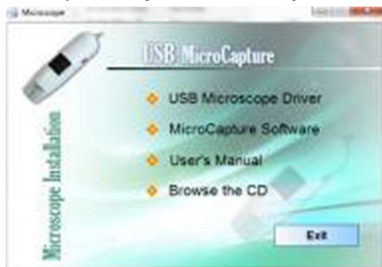 Microscope
USB MicroCapture
USB Microscope Driver
MicroCapture Software
User's Manual
Browse the CD
Microscope Installation
Exit